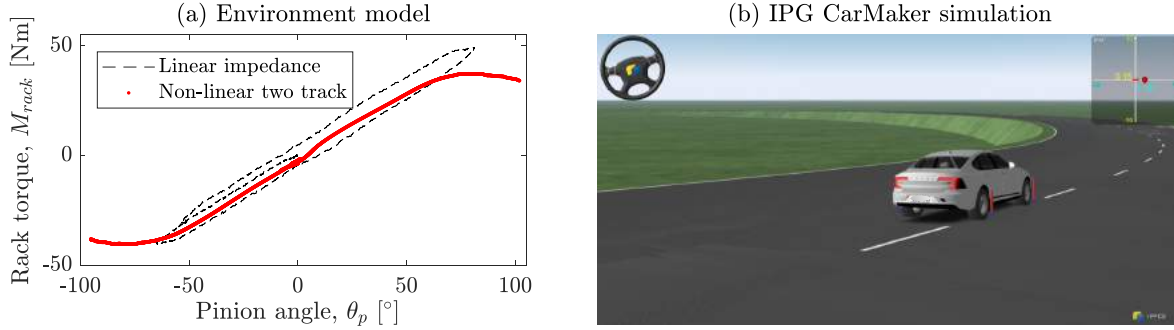 (a) Environment model
Rack torque, M_rack [Nm]
50
0
-50
Linear impedance
Non-linear two track
-100
-50
0
50
100
Pinion angle, θ_p [°]
(b) IPG CarMaker simulation
IPG